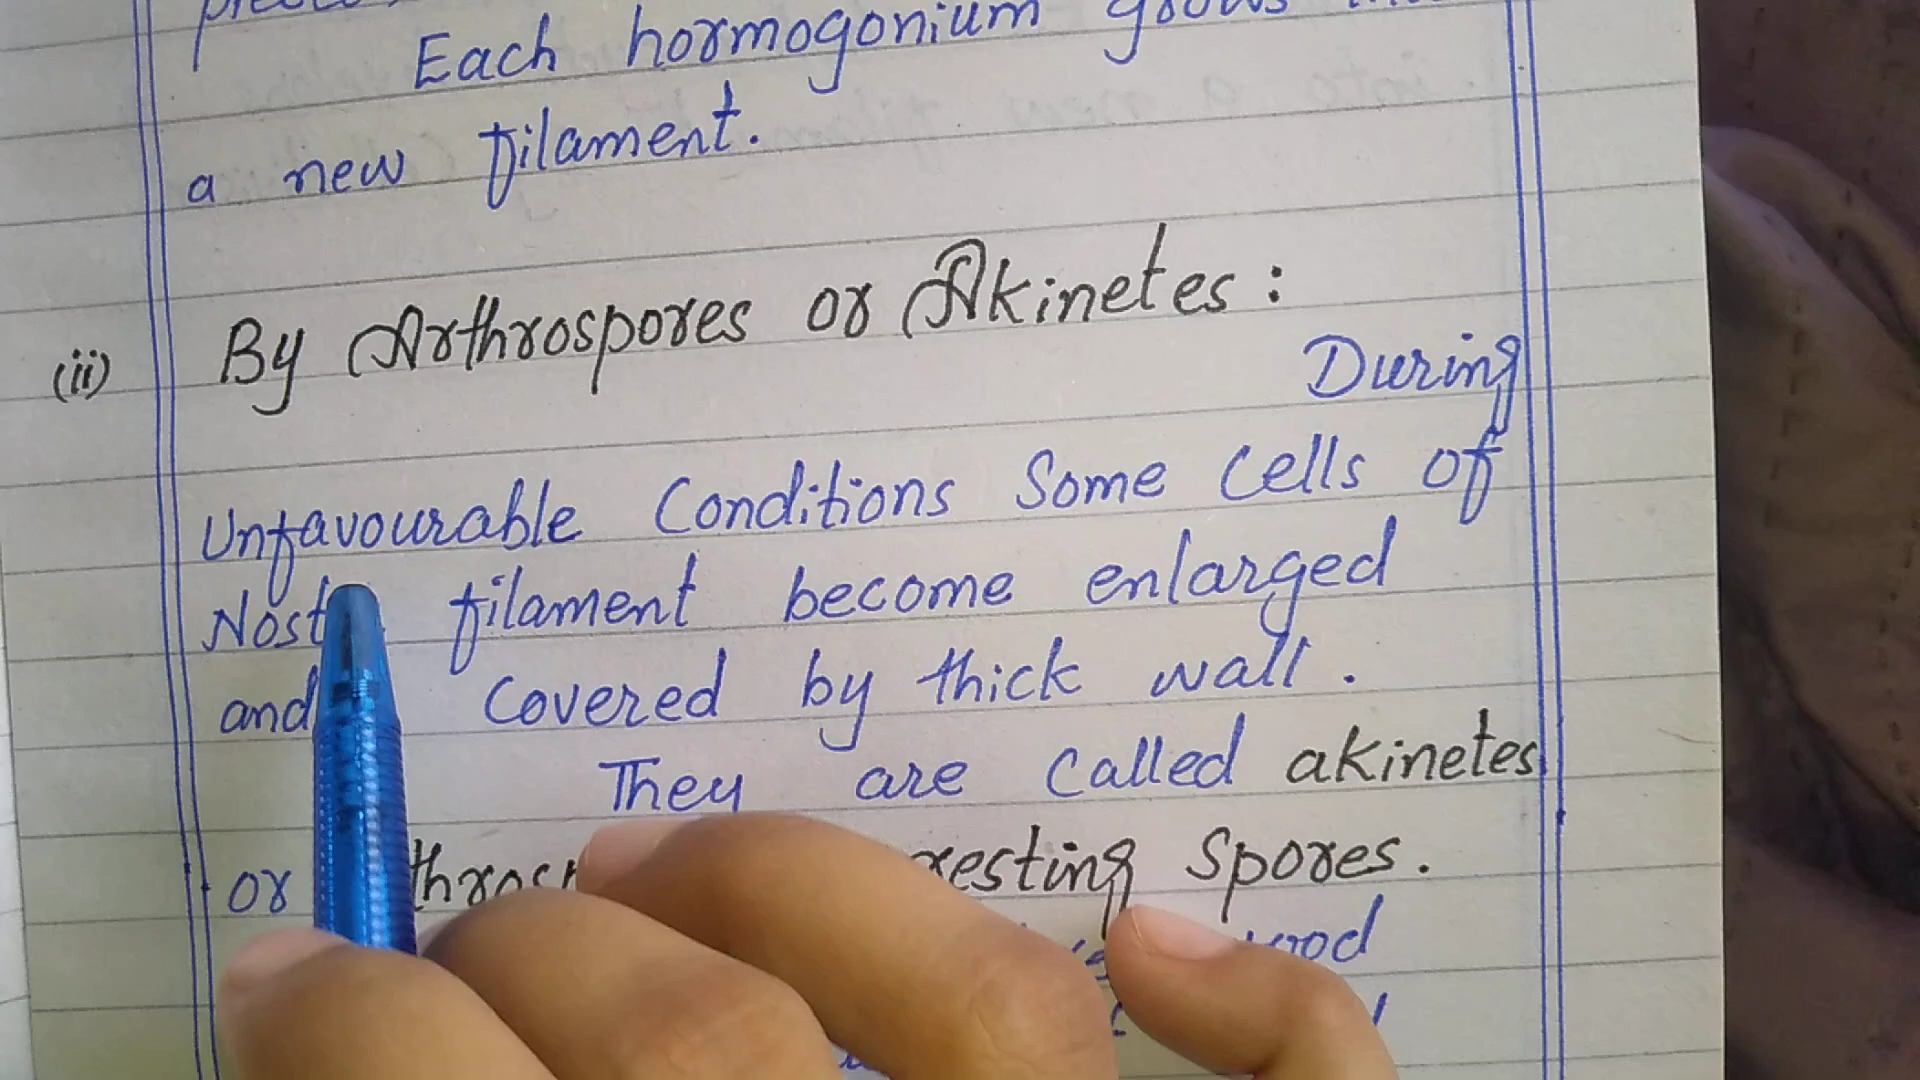 Each hormogonium grows
a new filament.
(ii) By Arthrospores or Akinetes:
During
Unfavourable Conditions Some Cells of
filament become enlarged
and covered by thick wall.
They are called akinetes
or resting Spores.